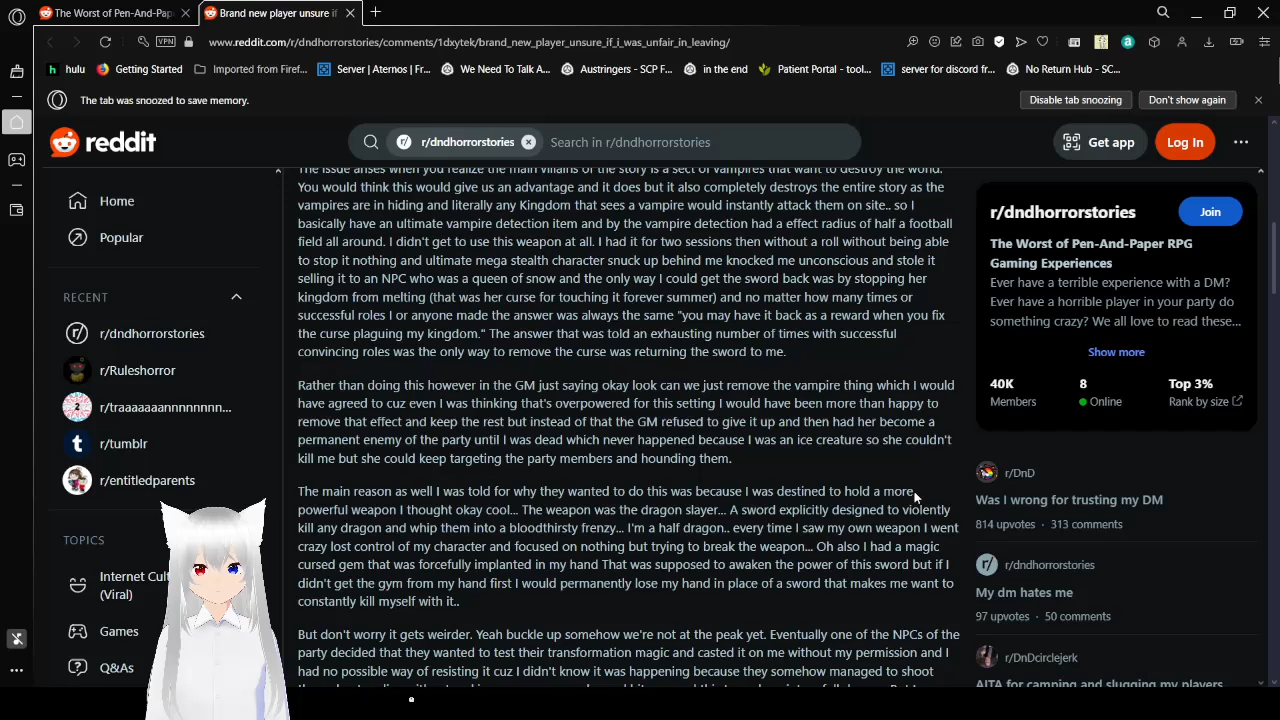 The Worst of Pen-And-Pap
Brand new player unsure if
VPN
www.reddit.com/r/dndhorrorstories/comments/1dxytek/brand_new_player_unsure_if_i_was_unfair_in_leaving/
hulu
Getting Started
Imported from Firef...
Server | Aternos | Fr...
We Need To Talk A...
Austringers - SCP F...
in the end
Patient Portal - tool...
server for discord fr...
No Return Hub - SC...
The tab was snoozed to save memory.
Disable tab snoozing
Don't show again
reddit
r/dndhorrorstories
Search in r/dndhorrorstories
Get app
Log In
Home
Popular
RECENT
r/dndhorrorstories
r/Ruleshorror
r/traaaaaaannnnnnnn...
r/tumblr
r/entitledparents
TOPICS
Internet Cul
(Viral)
Games
Q&As
The issue arises when you realize the main villains of the story is a sect of vampires that want to destroy the world.
You would think this would give us an advantage and it does but it also completely destroys the entire story as the
vampires are in hiding and literally any Kingdom that sees a vampire would instantly attack them on site.. so I
basically have an ultimate vampire detection item and by the vampire detection had a effect radius of half a football
field all around. I didn't get to use this weapon at all. I had it for two sessions then without a roll without being able
to stop it nothing and ultimate mega stealth character snuck up behind me knocked me unconscious and stole it
selling it to an NPC who was a queen of snow and the only way I could get the sword back was by stopping her
kingdom from melting (that was her curse for touching it forever summer) and no matter how many times or
successful roles I or anyone made the answer was always the same "you may have it back as a reward when you fix
the curse plaguing my kingdom." The answer that was told an exhausting number of times with successful
convincing roles was the only way to remove the curse was returning the sword to me.
Rather than doing this however in the GM just saying okay look can we just remove the vampire thing which I would
have agreed to cuz even I was thinking that's overpowered for this setting I would have been more than happy to
remove that effect and keep the rest but instead of that the GM refused to give it up and then had her become a
permanent enemy of the party until I was dead which never happened because I was an ice creature so she couldn't
kill me but she could keep targeting the party members and hounding them.
The main reason as well I was told for why they wanted to do this was because I was destined to hold a more
powerful weapon I thought okay cool... The weapon was the dragon slayer... A sword explicitly designed to violently
kill any dragon and whip them into a bloodthirsty frenzy... I'm a half dragon.. every time I saw my own weapon I went
crazy lost control of my character and focused on nothing but trying to break the weapon... Oh also I had a magic
cursed gem that was forcefully implanted in my hand That was supposed to awaken the power of this sword but if I
didn't get the gym from my hand first I would permanently lose my hand in place of a sword that makes me want to
constantly kill myself with it..
But don't worry it gets weirder. Yeah buckle up somehow we're not at the peak yet. Eventually one of the NPCs of the
party decided that they wanted to test their transformation magic and casted it on me without my permission and I
had no possible way of resisting it cuz I didn't know it was happening because they somehow managed to shoot
r/dndhorrorstories
Join
The Worst of Pen-And-Paper RPG
Gaming Experiences
Ever have a terrible experience with a DM?
Ever have a horrible player in your party do
something crazy? We all love to read these...
Show more
40K
8
Top 3%
Members
Online
Rank by size
r/DnD
Was I wrong for trusting my DM
814 upvotes · 313 comments
r/dndhorrorstories
My dm hates me
97 upvotes · 50 comments
r/DnDcirclejerk
AITA for camping and slugging my players